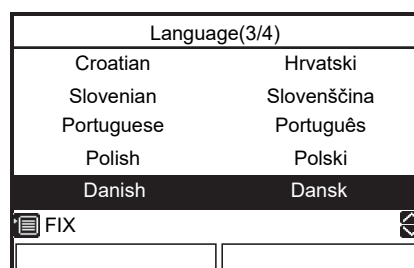 Language(3/4)
Croatian Hrvatski
Slovenian Slovenščina
Portuguese Português
Polish Polski
Danish Dansk
FIX